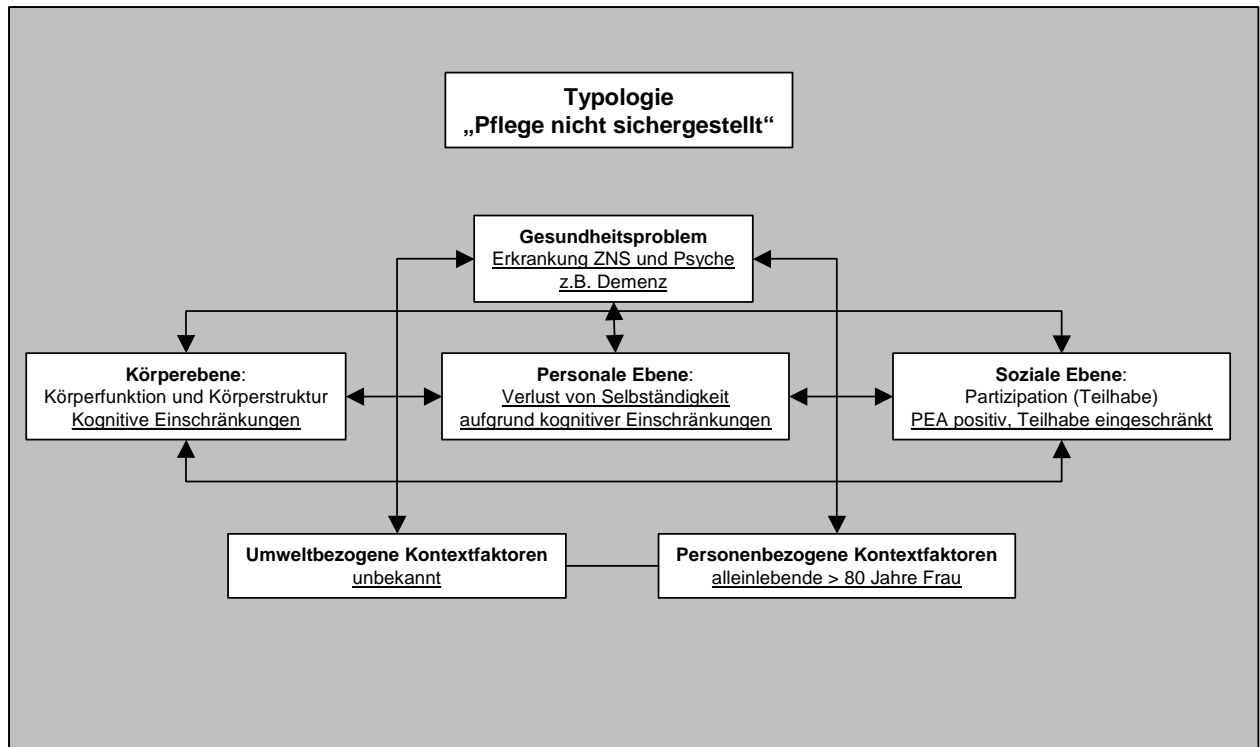 Typologie
„Pflege nicht sichergestellt“
Gesundheitsproblem
Erkrankung ZNS und Psyche
z.B. Demenz
Körperebene:
Körperfunktion und Körperstruktur
Kognitive Einschränkungen
Personale Ebene:
Verlust von Selbständigkeit
aufgrund kognitiver Einschränkungen
Soziale Ebene:
Partizipation (Teilhabe)
PEA positiv, Teilhabe eingeschränkt
Umweltbezogene Kontextfaktoren
unbekannt
Personenbezogene Kontextfaktoren
alleinlebende > 80 Jahre Frau